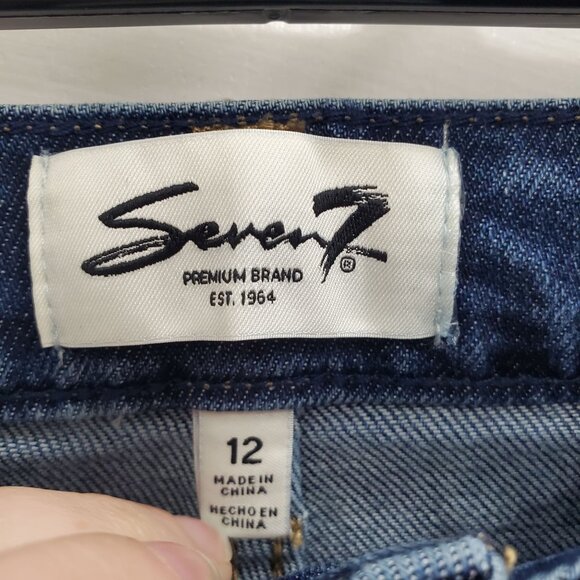 Seven7
®
PREMIUM BRAND
EST. 1964
12
MADE IN
CHINA
HECHO EN
CHINA